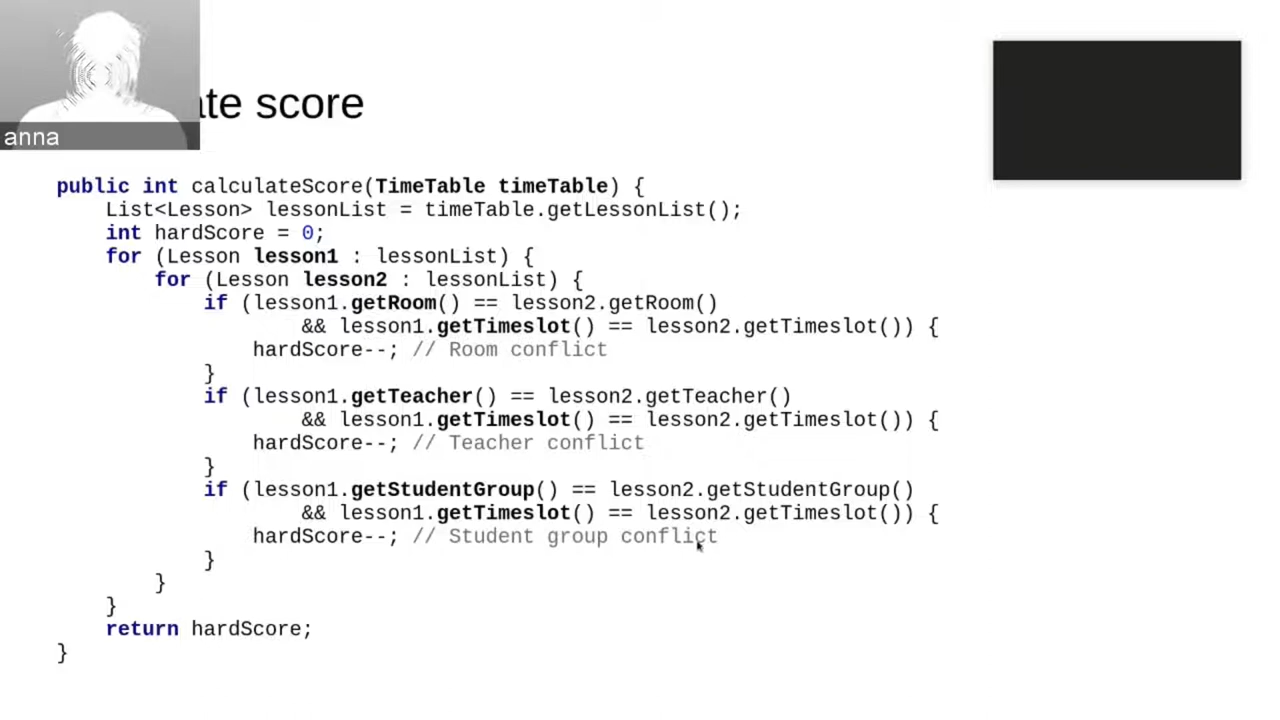 anna
ate score
public int calculateScore(TimeTable timeTable) {
List<Lesson> lessonList = timeTable.getLessonList();
int hardScore = 0;
for (Lesson lesson1 : lessonList) {
for (Lesson lesson2 : lessonList) {
if (lesson1.getRoom() == lesson2.getRoom()
&& lesson1.getTimeslot() == lesson2.getTimeslot()) {
hardScore--; // Room conflict
}
if (lesson1.getTeacher() == lesson2.getTeacher()
&& lesson1.getTimeslot() == lesson2.getTimeslot()) {
hardScore--; // Teacher conflict
}
if (lesson1.getStudentGroup() == lesson2.getStudentGroup()
&& lesson1.getTimeslot() == lesson2.getTimeslot()) {
hardScore--; // Student group conflict
}
}
}
return hardScore;
}